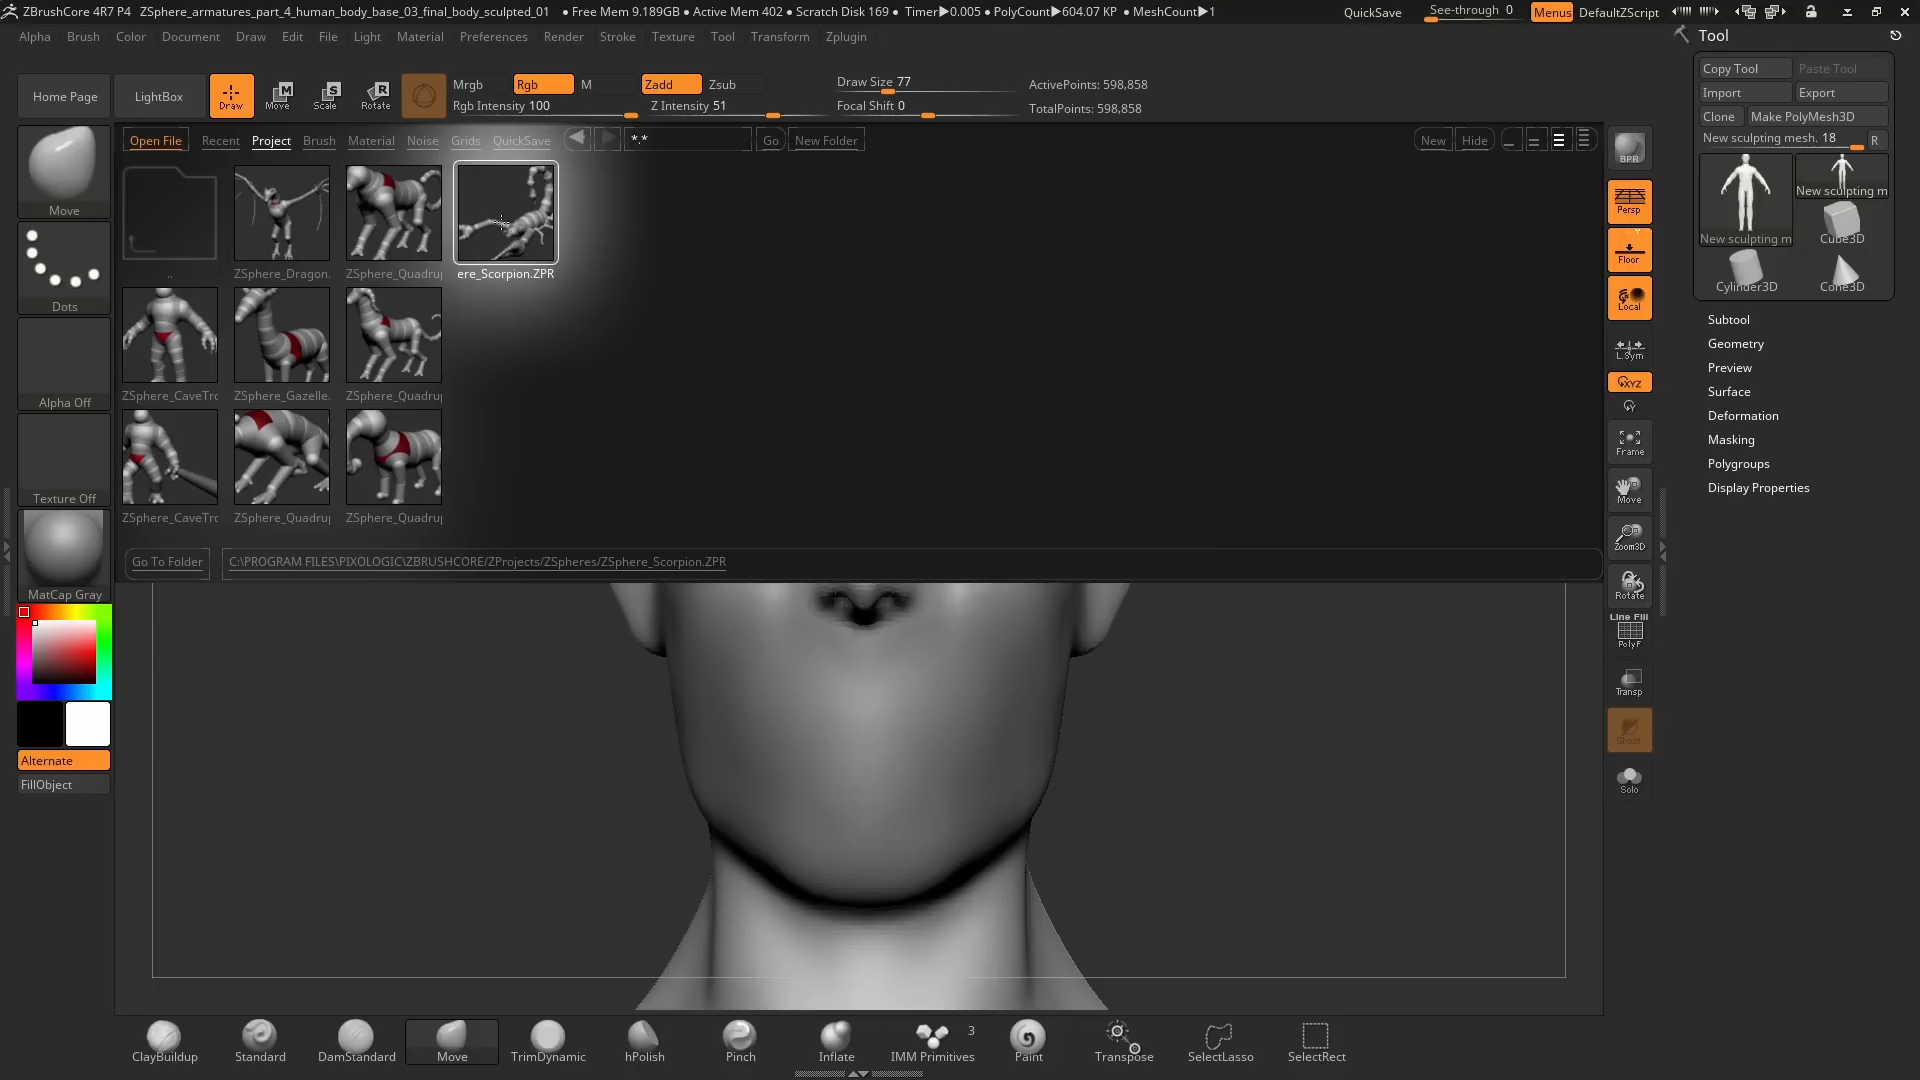 ZBrushCore 4R7 P4 ZSphere_armatures_part_4_human_body_base_03_final_body_sculpted_01 ● Free Mem 9.189GB ● Active Mem 402 ● Scratch Disk 169 ● Timer▶0.005 ● PolyCount▶604.07 KP ● MeshCount▶1 QuickSave See-through 0 Menus DefaultZScript
Alpha Brush Color Document Draw Edit File Light Material Preferences Render Stroke Texture Tool Transform Zplugin
Tool
Home Page LightBox Draw Move Scale Rotate
Mrgb Rgb M Zadd Zsub
Rgb Intensity 100 Z Intensity 51
Draw Size 77
Focal Shift 0
ActivePoints: 598,858
TotalPoints: 598,858
Copy Tool Paste Tool
Import Export
Clone Make PolyMesh3D
New sculpting mesh. 18 R
New sculpting m
New sculpting m
Cube3D
Cylinder3D Cone3D
Subtool
Geometry
Preview
Surface
Deformation
Masking
Polygroups
Display Properties
Open File Recent Project Brush Material Noise Grids QuickSave *.* Go New Folder New Hide
.. ZSphere_Dragon. ZSphere_Quadru ere_Scorpion.ZPR
ZSphere_CaveTro ZSphere_Gazelle. ZSphere_Quadru
ZSphere_CaveTro ZSphere_Quadru ZSphere_Quadru
Go To Folder C:\PROGRAM FILES\PIXOLOGIC\ZBRUSHCORE/ZProjects/ZSpheres/ZSphere_Scorpion.ZPR
Move
Dots
Alpha Off
Texture Off
MatCap Gray
Alternate
FillObject
BPR
Persp
Floor
Local
L.Sym
XYZ
Frame
Move
Zoom3D
Rotate
Line Fill
PolyF
Transp
Ghost
Solo
ClayBuildup Standard DamStandard Move TrimDynamic hPolish Pinch Inflate IMM Primitives 3 Paint Transpose SelectLasso SelectRect